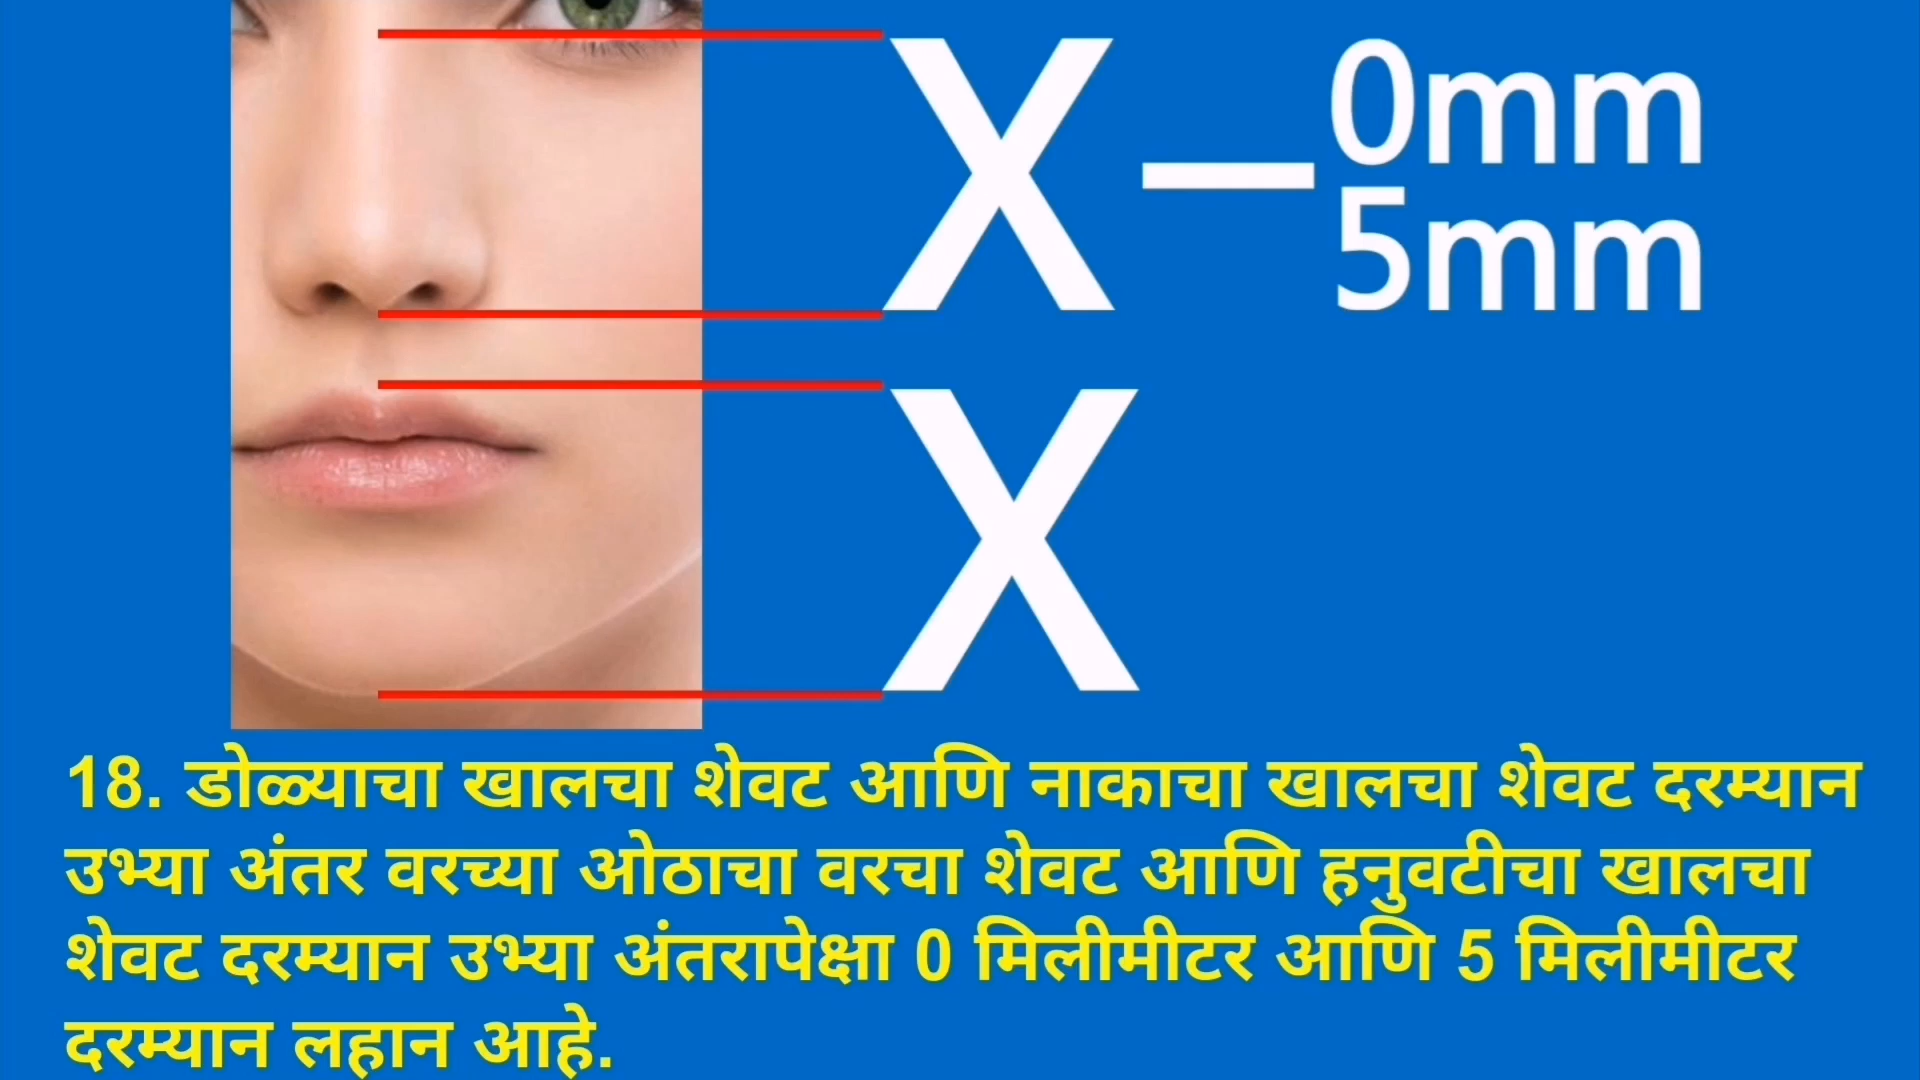 X – 0mm
5mm
X
18. डोळ्याचा खालचा शेवट आणि नाकाचा खालचा शेवट दरम्यान
उभ्या अंतर वरच्या ओठाचा वरचा शेवट आणि हनुवटीचा खालचा
शेवट दरम्यान उभ्या अंतरापेक्षा 0 मिलीमीटर आणि 5 मिलीमीटर
दरम्यान लहान आहे.